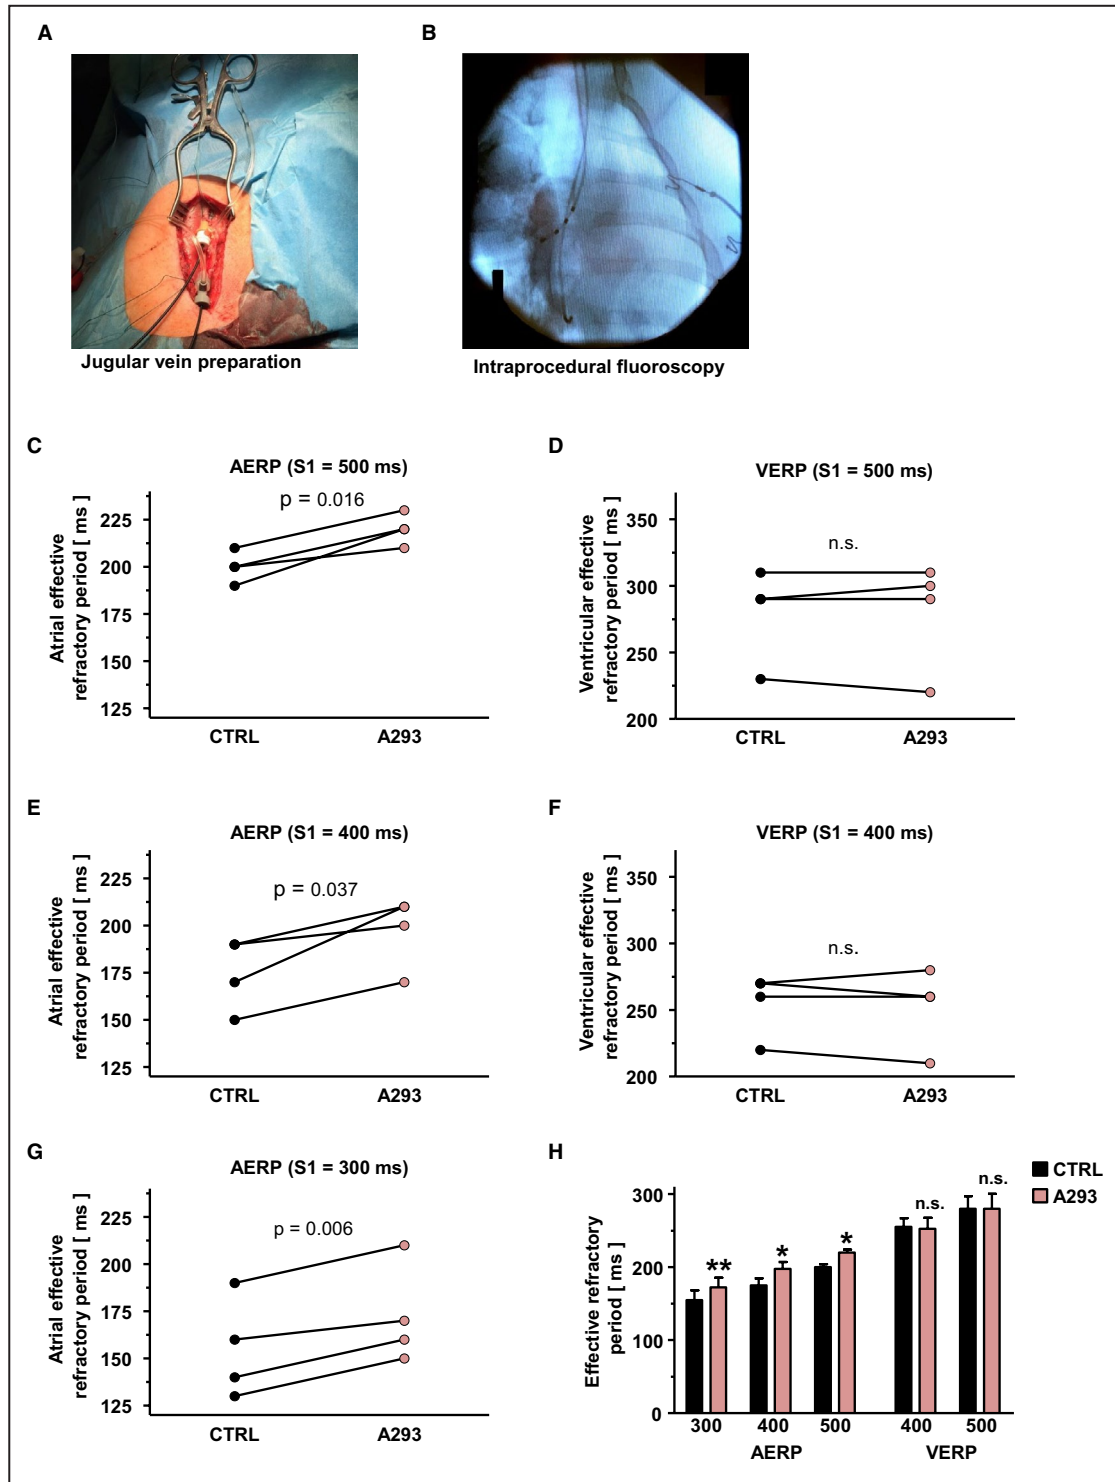 A
B
Jugular vein preparation
Intraprocedural fluoroscopy
C
AERP (S1 = 500 ms)
p = 0.016
Atrial effective
refractory period [ ms ]
225
200
175
150
125
CTRL
A293
D
VERP (S1 = 500 ms)
n.s.
Ventricular effective
refractory period [ ms ]
350
300
250
200
CTRL
A293
E
AERP (S1 = 400 ms)
p = 0.037
Atrial effective
refractory period [ ms ]
225
200
175
150
125
CTRL
A293
F
VERP (S1 = 400 ms)
n.s.
Ventricular effective
refractory period [ ms ]
350
300
250
200
CTRL
A293
G
AERP (S1 = 300 ms)
p = 0.006
Atrial effective
refractory period [ ms ]
225
200
175
150
125
CTRL
A293
H
CTRL
A293
Effective refractory
period [ ms ]
300
200
100
0
**
*
*
n.s.
n.s.
300 400 500 400 500
AERP VERP